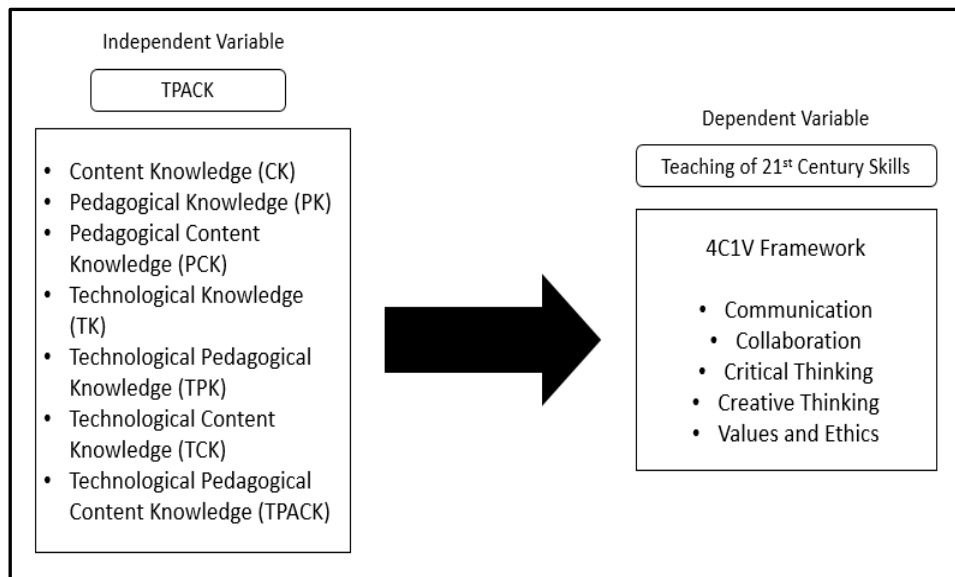 Independent Variable
TPACK
• Content Knowledge (CK)
• Pedagogical Knowledge (PK)
• Pedagogical Content
Knowledge (PCK)
• Technological Knowledge
(TK)
• Technological Pedagogical
Knowledge (TPK)
• Technological Content
Knowledge (TCK)
• Technological Pedagogical
Content Knowledge (TPACK)
Dependent Variable
Teaching of 21st Century Skills
4C1V Framework
• Communication
• Collaboration
• Critical Thinking
• Creative Thinking
• Values and Ethics